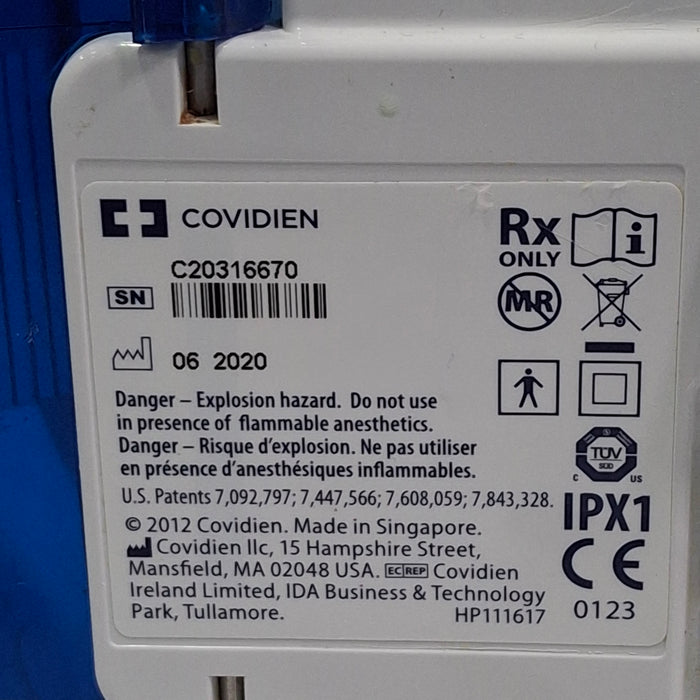 COVIDIEN
Rx
ONLY
C20316670
SN
MR
06 2020
Danger – Explosion hazard. Do not use
in presence of flammable anesthetics.
Danger – Risque d'explosion. Ne pas utiliser
en présence d'anesthésiques inflammables.
TÜV
SÜD
C US
U.S. Patents 7,092,797; 7,447,566; 7,608,059; 7,843,328.
IPX1
© 2012 Covidien. Made in Singapore.
Covidien llc, 15 Hampshire Street,
Mansfield, MA 02048 USA. EC REP Covidien
Ireland Limited, IDA Business & Technology
Park, Tullamore.
HP111617
CE
0123